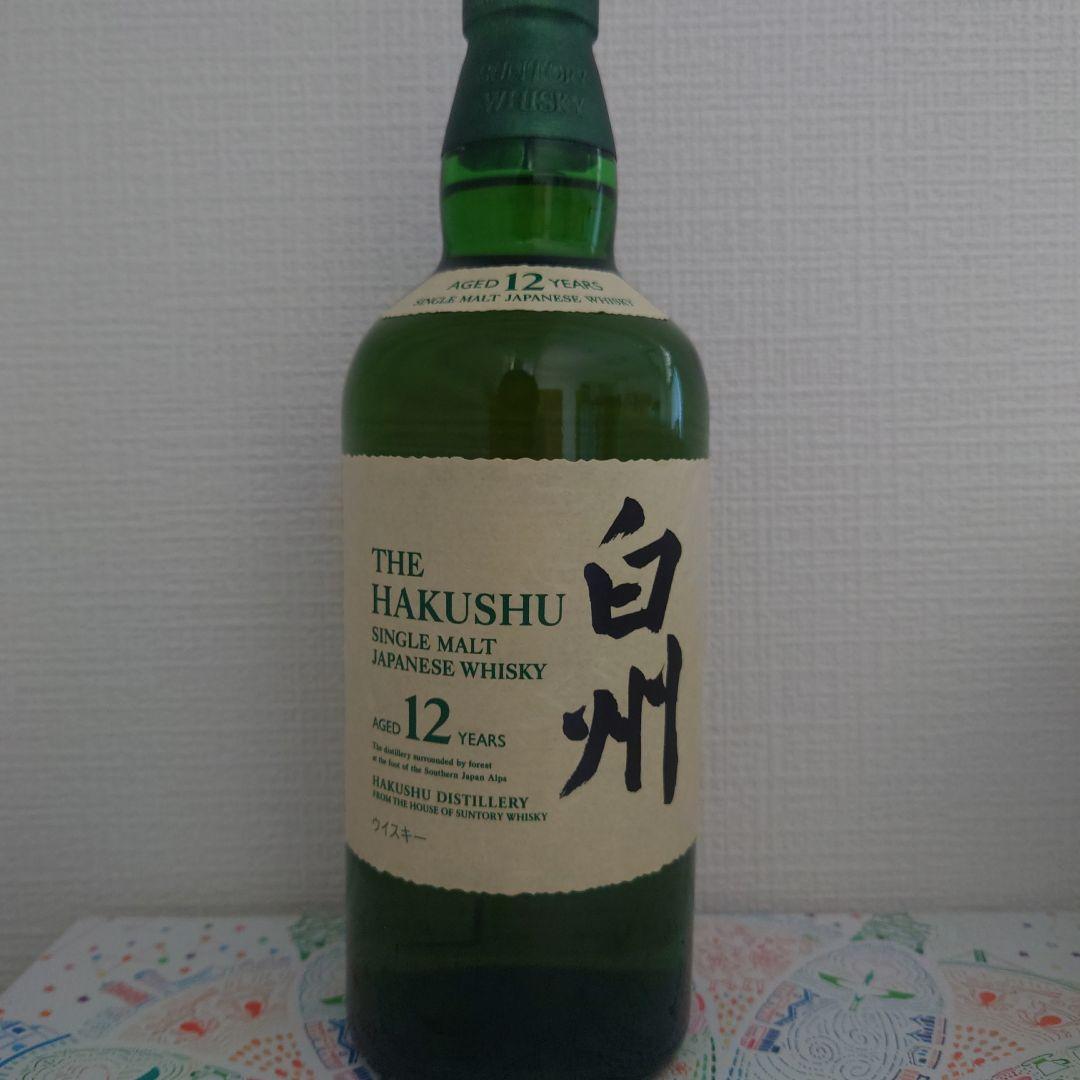 SUNTORY
WHISKY
AGED 12 YEARS
SINGLE MALT JAPANESE WHISKY
THE
HAKUSHU
SINGLE MALT
JAPANESE WHISKY
AGED 12 YEARS
The distillery surrounded by forest
at the foot of the Southern Japan Alps
HAKUSHU DISTILLERY
FROM THE HOUSE OF SUNTORY WHISKY
ウイスキー
白州